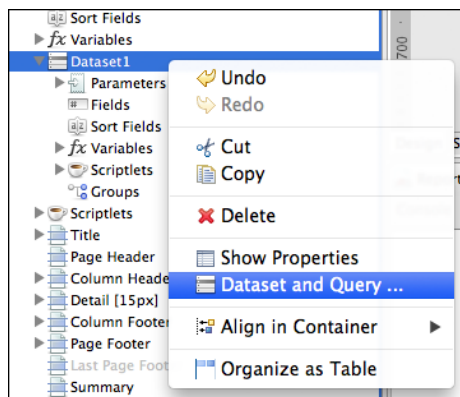 Sort Fields
fx Variables
Dataset1
Parameters
Fields
Sort Fields
fx Variables
Scriptlets
Groups
Scriptlets
Title
Page Header
Column Heade
Detail [15px]
Column Footer
Page Footer
Last Page Foot
Summary
Undo
Redo
Cut
Copy
Delete
Show Properties
Dataset and Query ...
Align in Container
Organize as Table
700